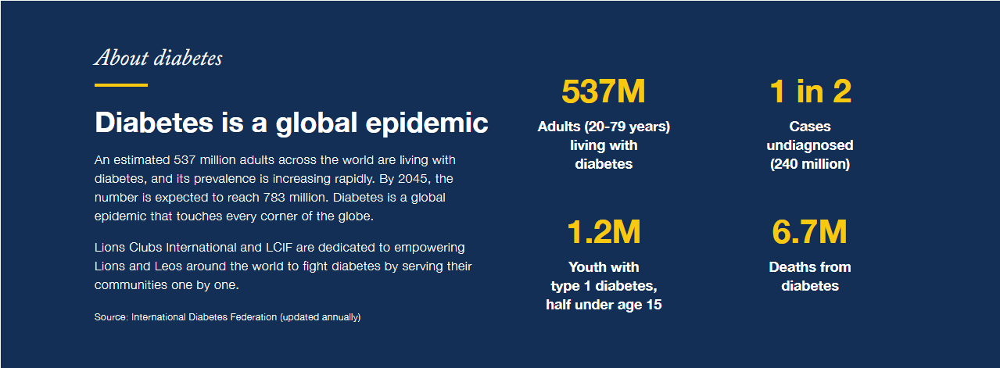 About diabetes
Diabetes is a global epidemic
An estimated 537 million adults across the world are living with
diabetes, and its prevalence is increasing rapidly. By 2045, the
number is expected to reach 783 million. Diabetes is a global
epidemic that touches every corner of the globe.
Lions Clubs International and LCIF are dedicated to empowering
Lions and Leos around the world to fight diabetes by serving their
communities one by one.
Source: International Diabetes Federation (updated annually)
537M
Adults (20-79 years)
living with
diabetes
1 in 2
Cases
undiagnosed
(240 million)
1.2M
Youth with
type 1 diabetes,
half under age 15
6.7M
Deaths from
diabetes